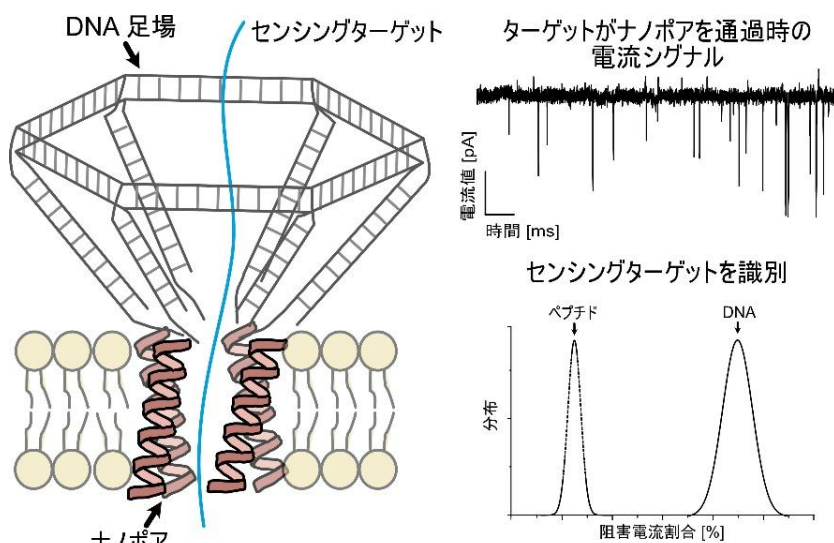 DNA 足場
センシングターゲット
ナノポア
ターゲットがナノポアを通過時の
電流シグナル
電流値 [pA]
時間 [ms]
センシングターゲットを識別
ペプチド
DNA
分布
阻害電流割合 [%]